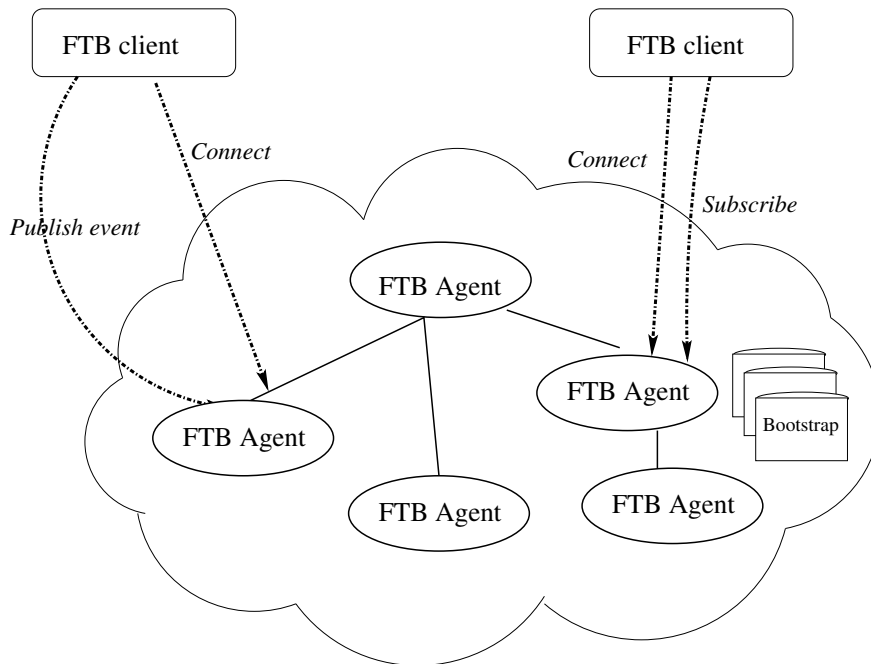 FTB client
FTB client
Connect
Connect
Publish event
Subscribe
FTB Agent
FTB Agent
FTB Agent
Bootstrap
FTB Agent
FTB Agent